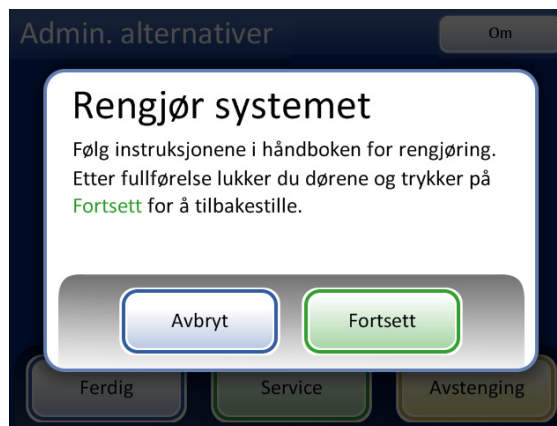 Admin. alternativer
Om
Rengjør systemet
Følg instruksjonene i håndboken for rengjøring.
Etter fullførelse lukker du dørene og trykker på
Fortsett for å tilbakestille.
Avbryt
Fortsett
Ferdig
Service
Avstenging